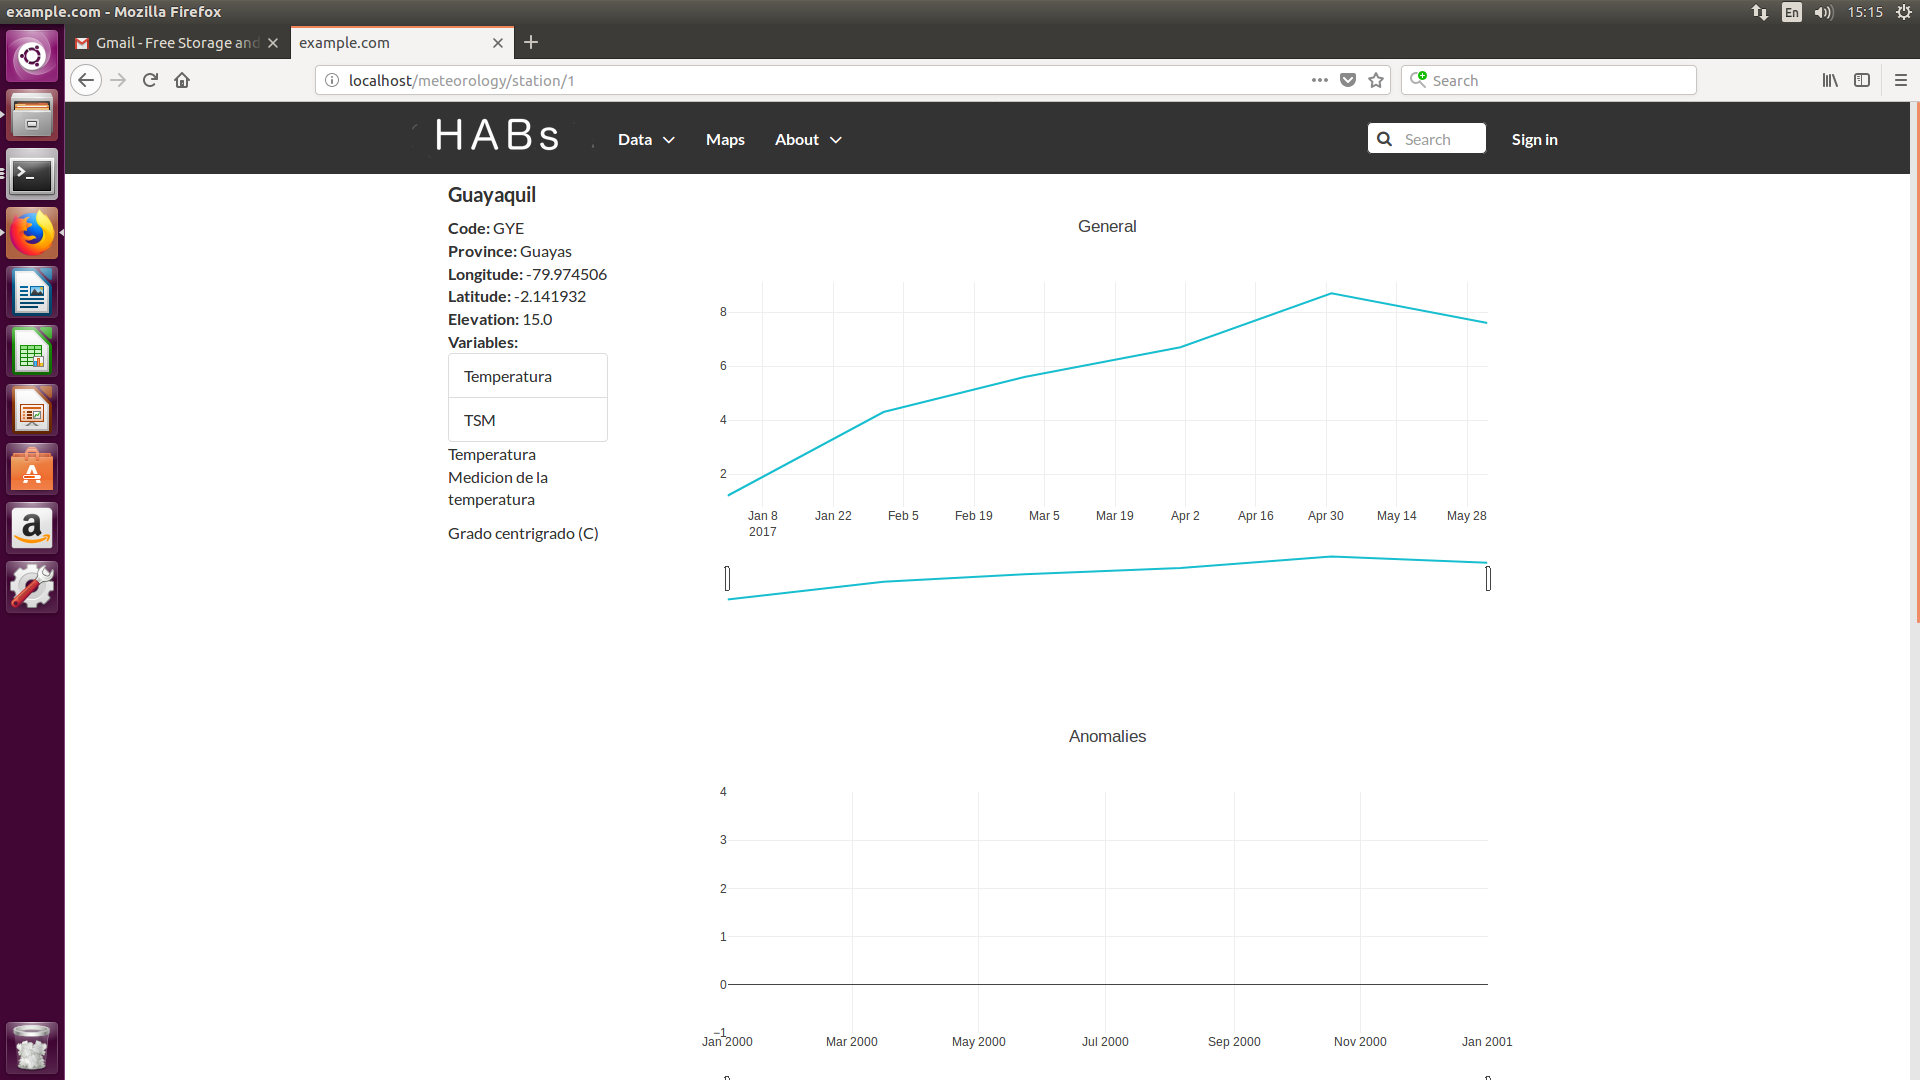 example.com - Mozilla Firefox
En
15:15
Gmail - Free Storage and
example.com
localhost/meteorology/station/1
Search
HABs
Data
Maps
About
Search
Sign in
Guayaquil
Code: GYE
Province: Guayas
Longitude: -79.974506
Latitude: -2.141932
Elevation: 15.0
Variables:
Temperatura
TSM
Temperatura
Medicion de la
temperatura
Grado centrigrado (C)
General
8
6
4
2
Jan 8
2017
Jan 22
Feb 5
Feb 19
Mar 5
Mar 19
Apr 2
Apr 16
Apr 30
May 14
May 28
Anomalies
4
3
2
1
0
−1
Jan 2000
Mar 2000
May 2000
Jul 2000
Sep 2000
Nov 2000
Jan 2001